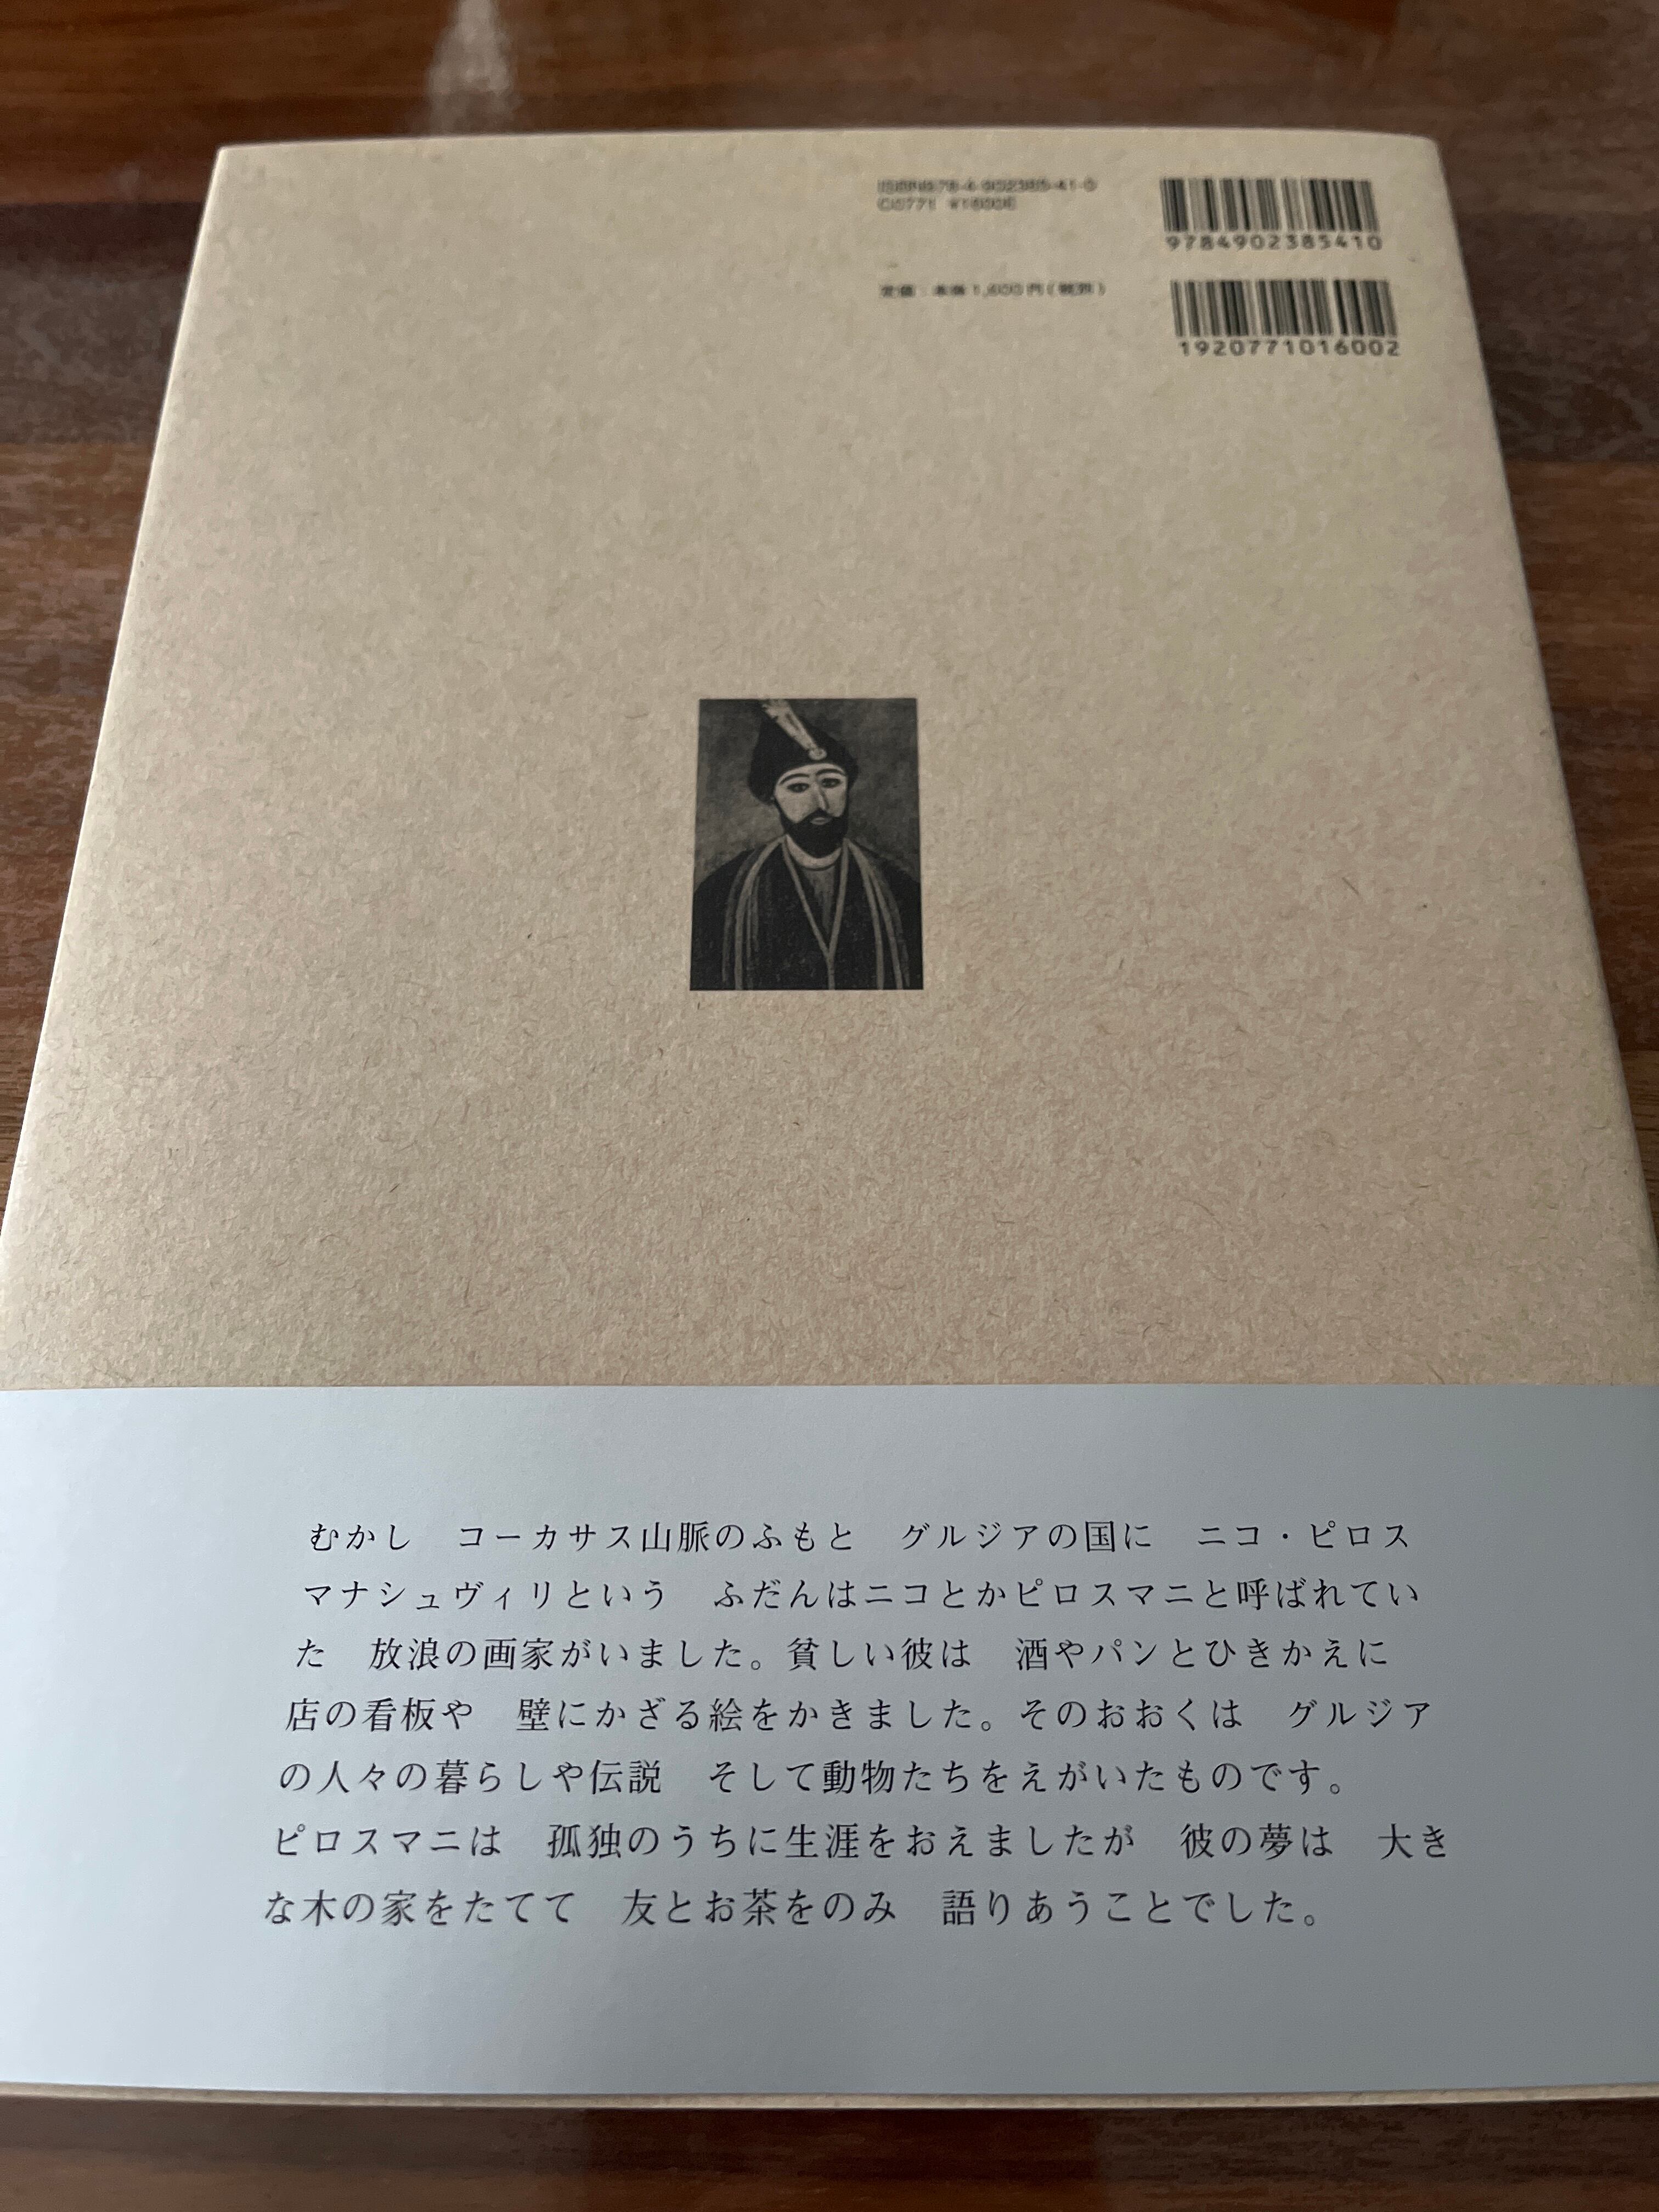 ISBN978-4-902385-41-0
C0771 ¥1600E
9784902385410
定価：本体1,600円(税別)
1920771016002
むかし　コーカサス山脈のふもと　グルジアの国に　ニコ・ピロス
マナシュヴィリという　ふだんはニコとかピロスマニと呼ばれてい
た　放浪の画家がいました。貧しい彼は　酒やパンとひきかえに
店の看板や　壁にかざる絵をかきました。そのおおくは　グルジア
の人々の暮らしや伝説　そして動物たちをえがいたものです。
ピロスマニは　孤独のうちに生涯をおえましたが　彼の夢は　大き
な木の家をたてて　友とお茶をのみ　語りあうことでした。